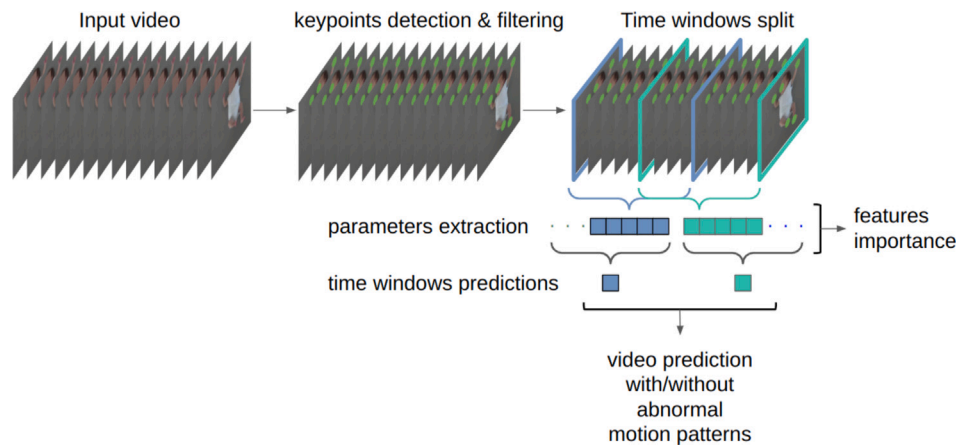 Input video
keypoints detection & filtering
Time windows split
parameters extraction
features
importance
time windows predictions
video prediction
with/without
abnormal
motion patterns